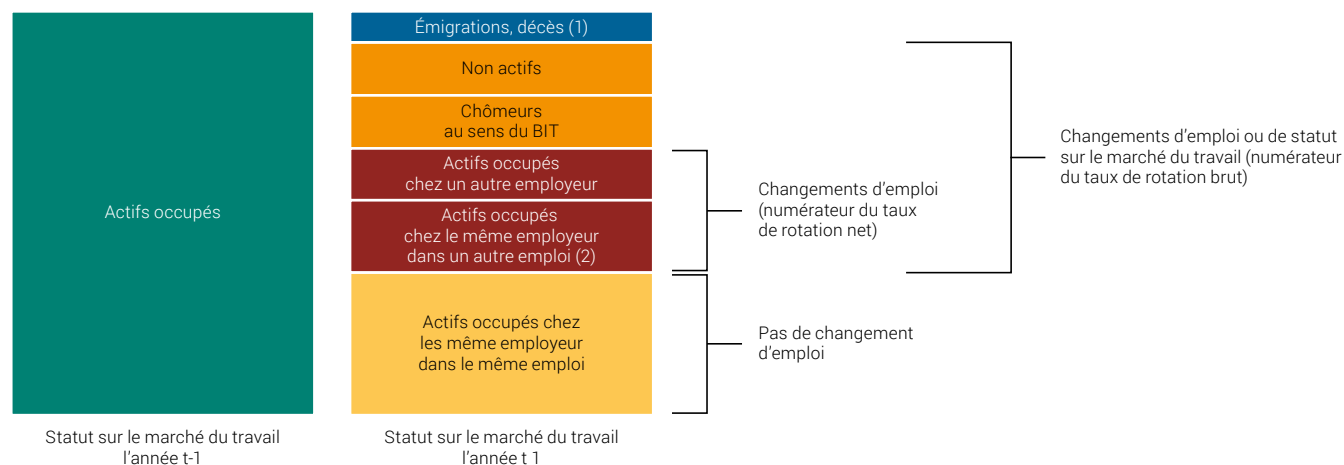 Actifs occupés
Statut sur le marché du travail
l'année t-1
Émigrations, décès (1)
Non actifs
Chômeurs
au sens du BIT
Actifs occupés
chez un autre employeur
Actifs occupés
chez le même employeur
dans un autre emploi (2)
Actifs occupés chez
les même employeur
dans le même emploi
Statut sur le marché du travail
l'année t 1
Changements d'emploi
(numérateur du taux
de rotation net)
Pas de changement
d'emploi
Changements d'emploi ou de statut
sur le marché du travail (numérateur
du taux de rotation brut)